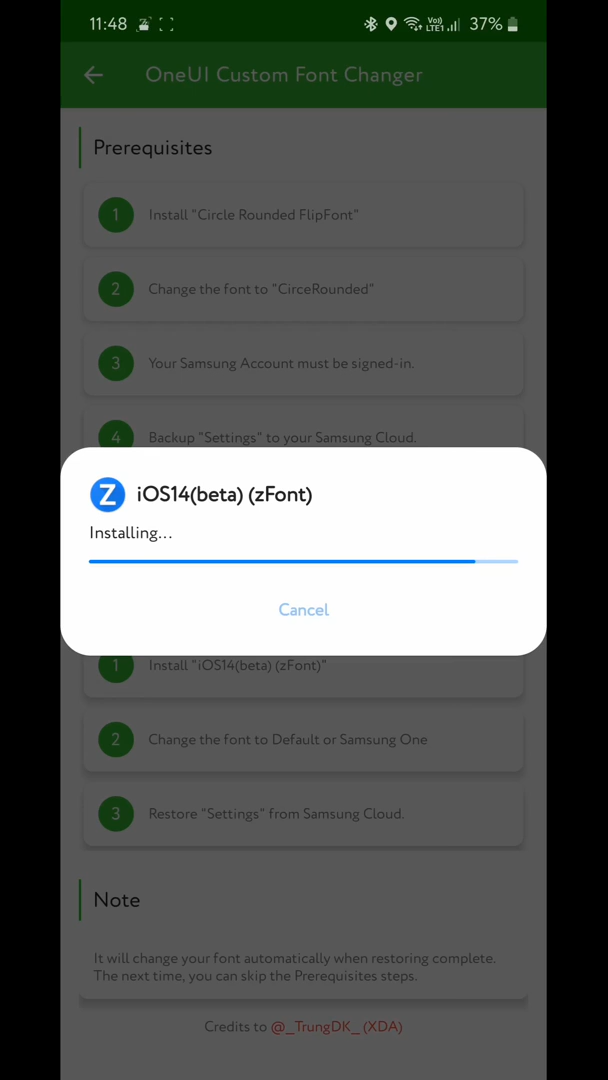 11:48
Vo)) LTE1 37%
OneUI Custom Font Changer
Prerequisites
1 Install "Circle Rounded FlipFont"
2 Change the font to "CirceRounded"
3 Your Samsung Account must be signed-in.
4 Backup "Settings" to your Samsung Cloud.
Z iOS14(beta) (zFont)
Installing...
Cancel
1 Install "iOS14(beta) (zFont)"
2 Change the font to Default or Samsung One
3 Restore "Settings" from Samsung Cloud.
Note
It will change your font automatically when restoring complete.
The next time, you can skip the Prerequisites steps.
Credits to @_TrungDK_ (XDA)